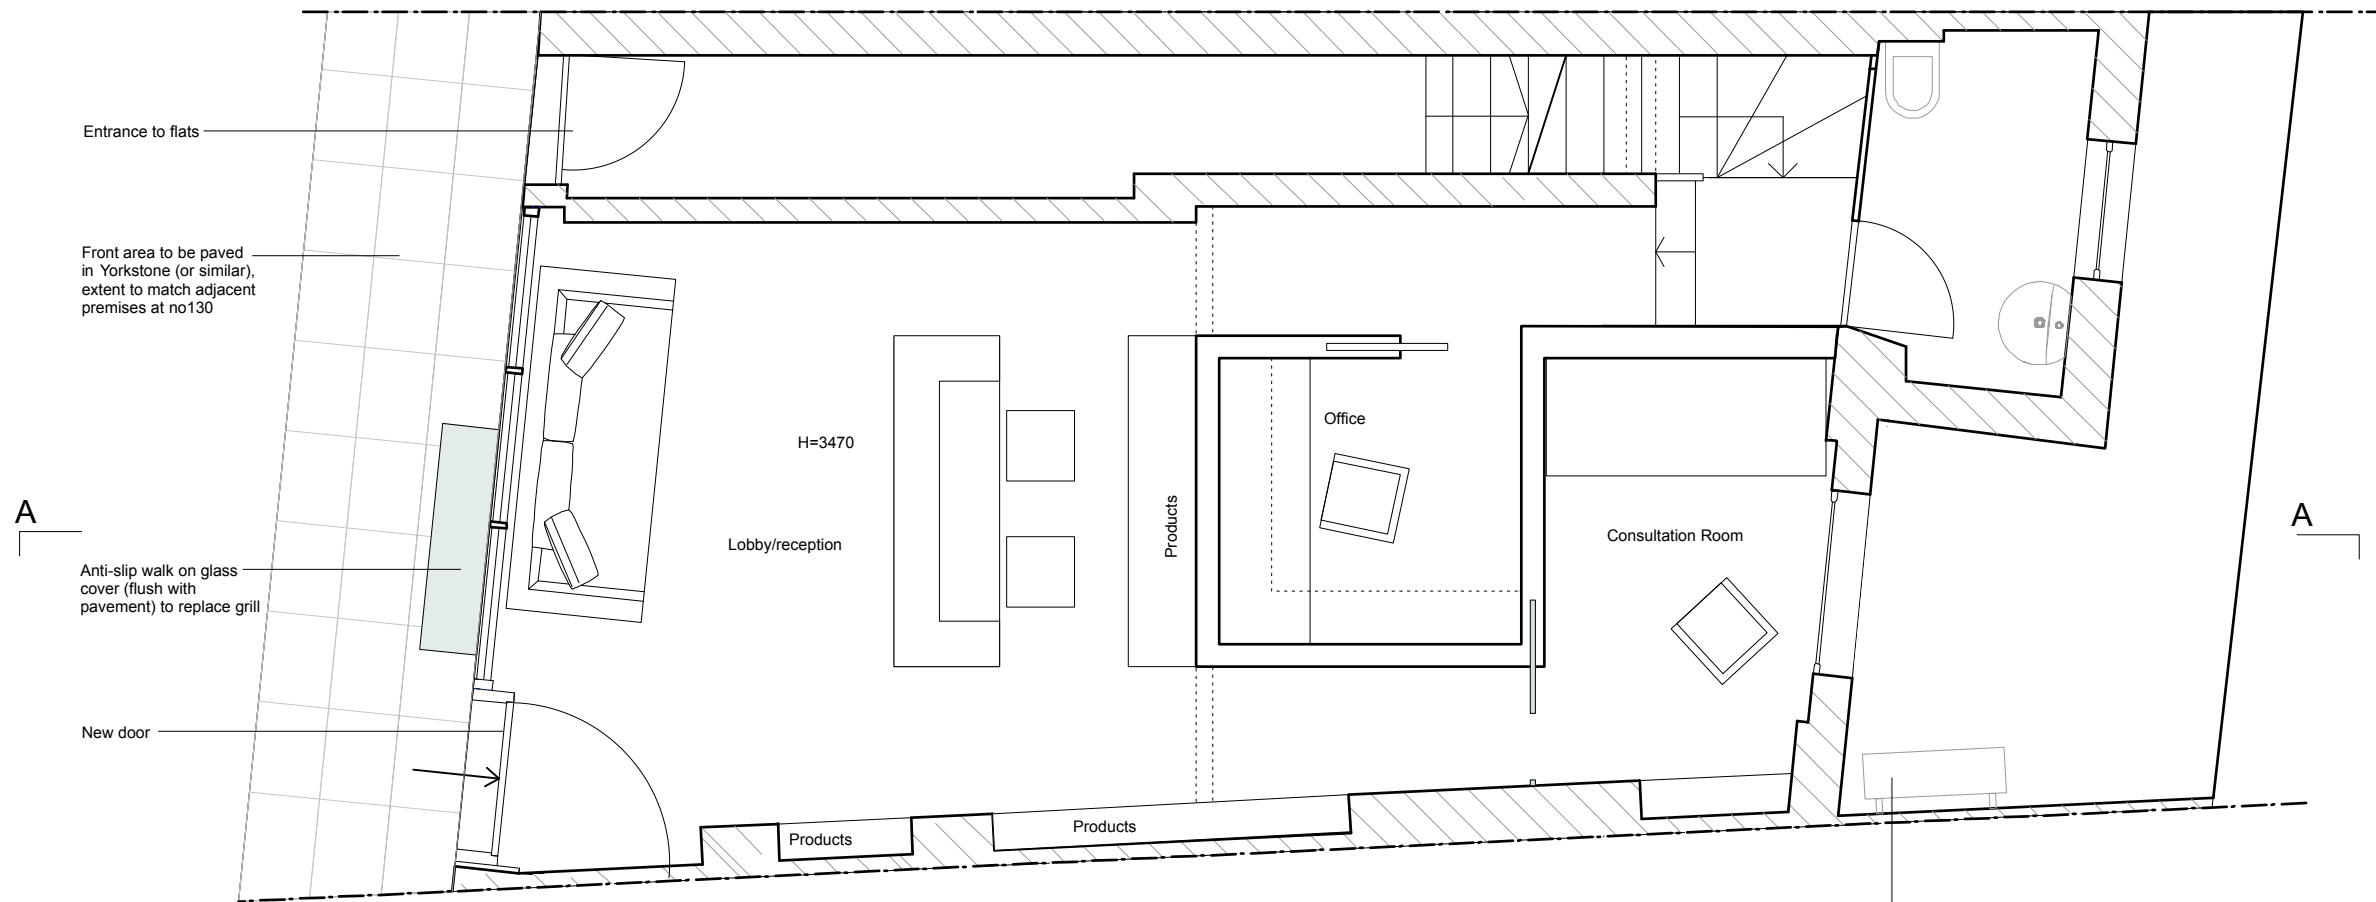 Entrance to flats
Front area to be paved
in Yorkstone (or similar),
extent to match adjacent
premises at no130
H=3470
Office
Products
A
A
Lobby/reception
Consultation Room
Anti-slip walk on glass
cover (flush with
pavement) to replace grill
New door
Products
Products